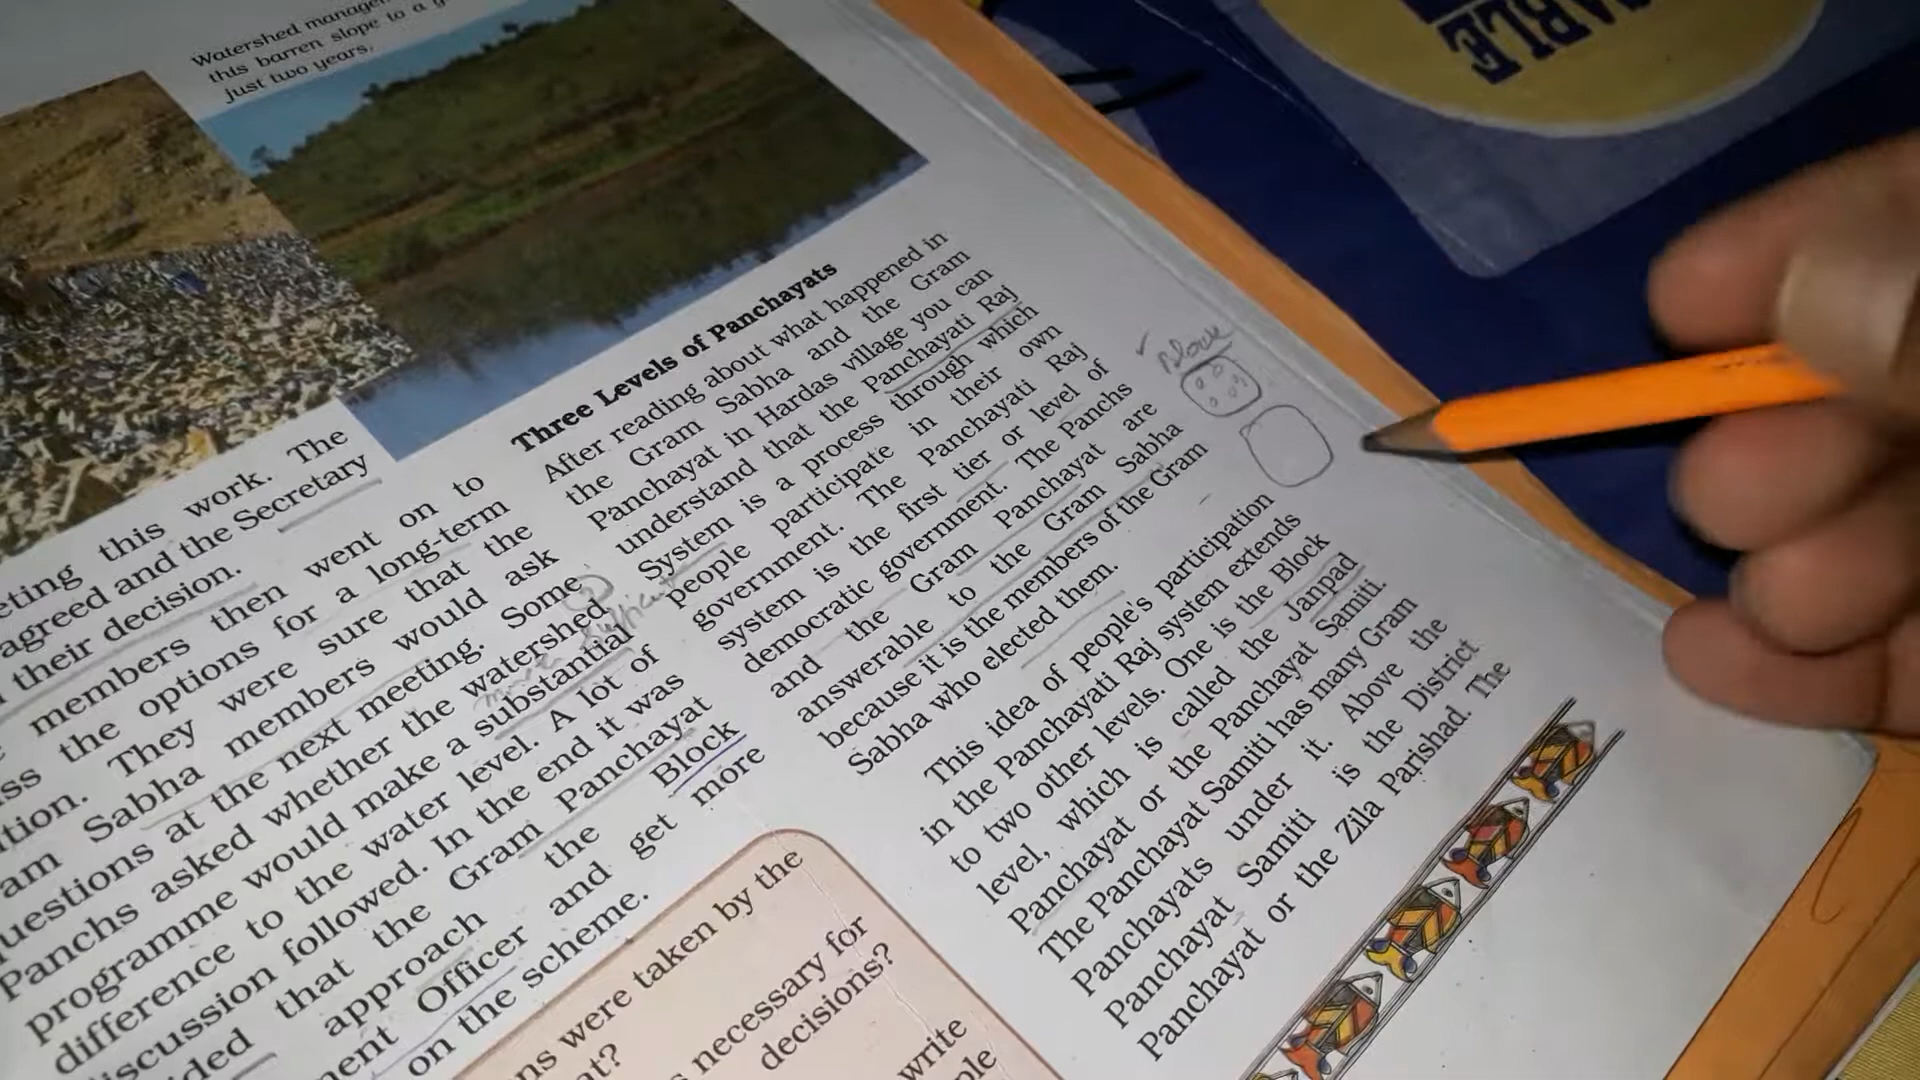 Watershed manage
this barren slope to a g
just two years.
eting this work. The
agreed and the Secretary
their decision.
members then went on to
ss the options for a long-term
tion. They were sure that the
am Sabha members would ask
uestions at the next meeting. Some
Panchs asked whether the watershed
programme would make a substantial
difference to the water level. A lot of
iscussion followed. In the end it was
ided that the Gram Panchayat
approach the Block
ment Officer and get more
on the scheme.
ns were taken by the
at?
s necessary for
decisions?
write
ple
Three Levels of Panchayats
After reading about what happened in
the Gram Sabha and the Gram
Panchayat in Hardas village you can
understand that the Panchayati Raj
System is a process through which
people participate in their own
government. The Panchayati Raj
system is the first tier or level of
democratic government. The Panchs
and the Gram Panchayat are
answerable to the Gram Sabha
because it is the members of the Gram
Sabha who elected them.
This idea of people's participation
in the Panchayati Raj system extends
to two other levels. One is the Block
level, which is called the Janpad
Panchayat or the Panchayat Samiti.
The Panchayat Samiti has many Gram
Panchayats under it. Above the
Panchayat Samiti is the District
Panchayat or the Zila Parishad. The
Block